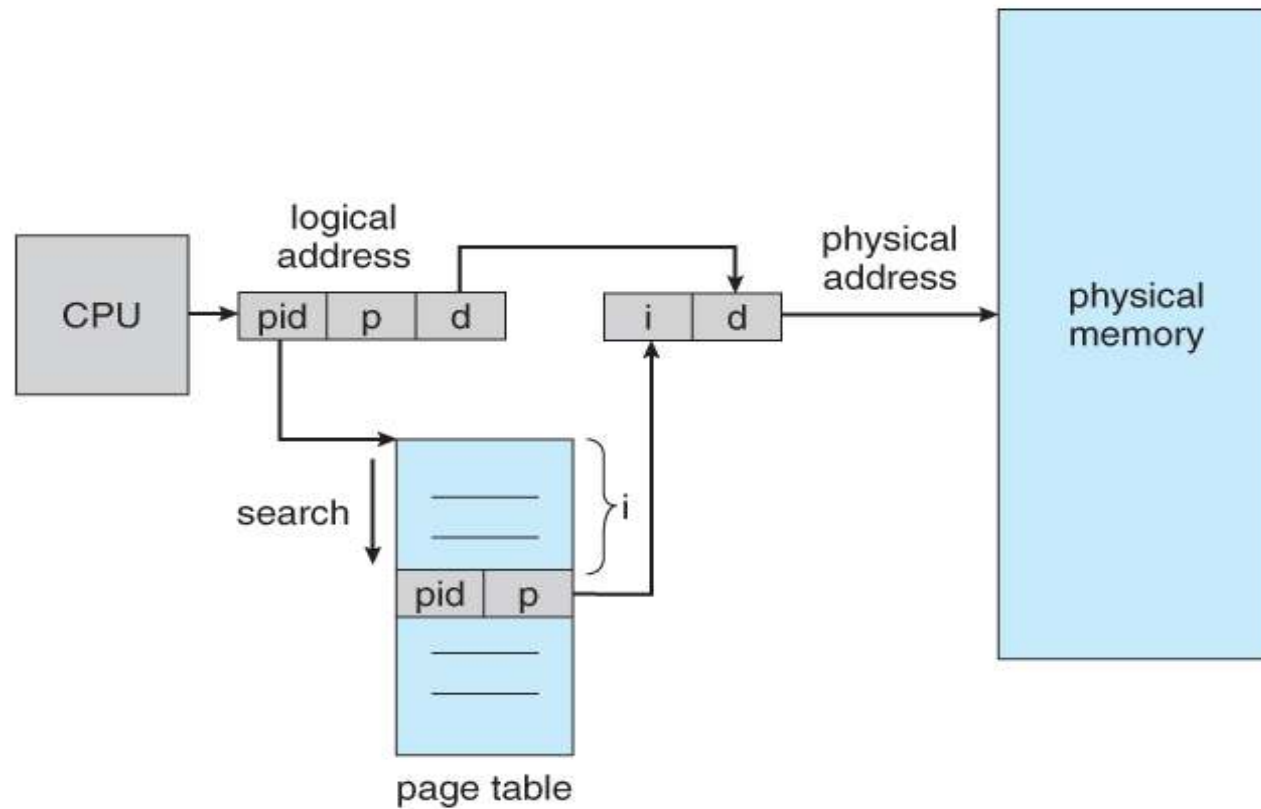 logical
address
physical
address
CPU
pid p d
i d
physical
memory
search
i
pid p
page table